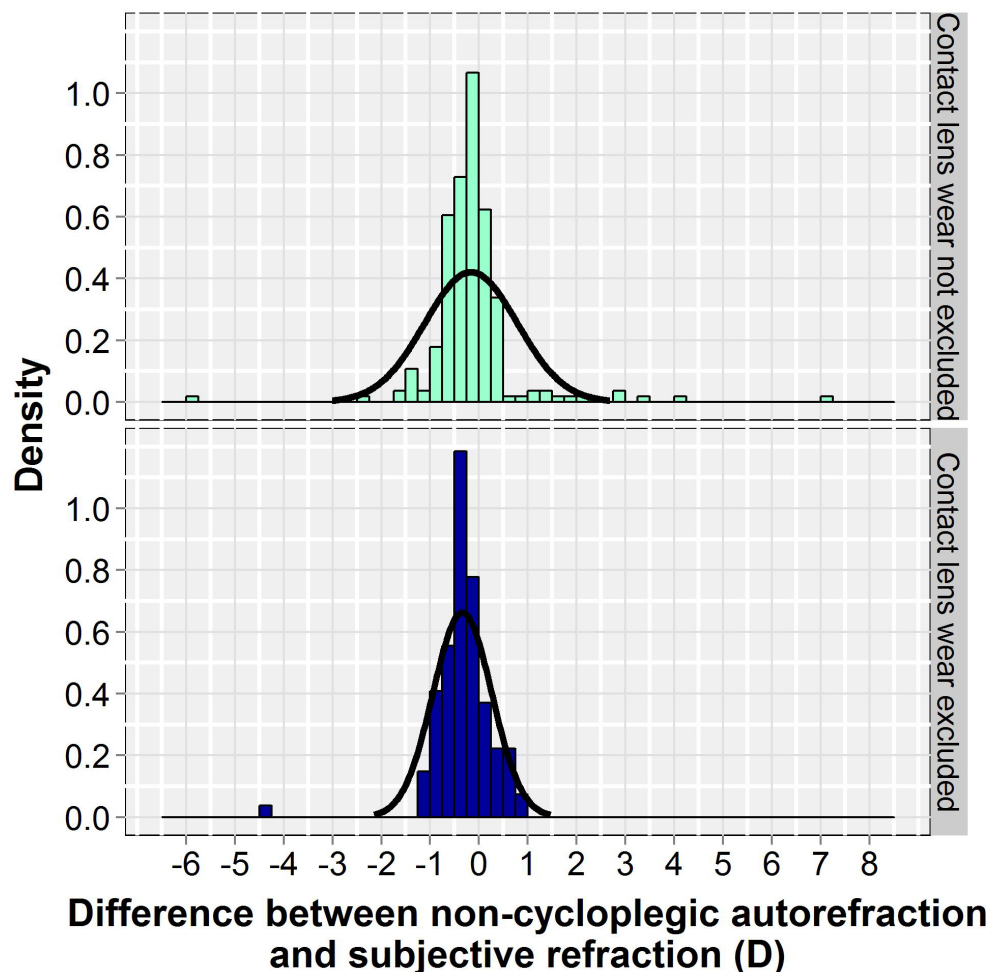 Density
1.0
0.8
0.6
0.4
0.2
0.0
Contact lens wear not excluded
1.0
0.8
0.6
0.4
0.2
0.0
Contact lens wear excluded
-6 -5 -4 -3 -2 -1 0 1 2 3 4 5 6 7 8
Difference between non-cycloplegic autorefraction
and subjective refraction (D)